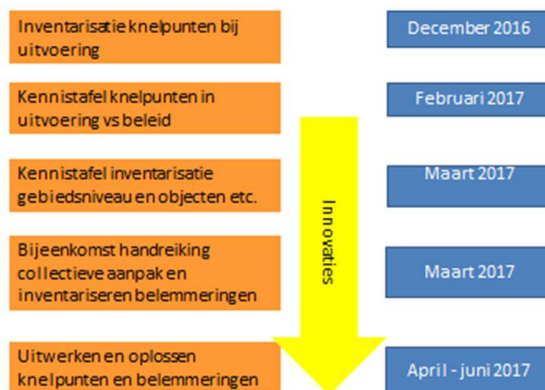 Inventarisatie knelpunten bij
uitvoering
December 2016
Kennistafel knelpunten in
uitvoering vs beleid
Februari 2017
Kennistafel inventarisatie
gebiedsniveau en objecten etc.
Maart 2017
Innovaties
Bijeenkomst handreiking
collectieve aanpak en
inventariseren belemmeringen
Maart 2017
Uitwerken en oplossen
knelpunten en belemmeringen
April - juni 2017